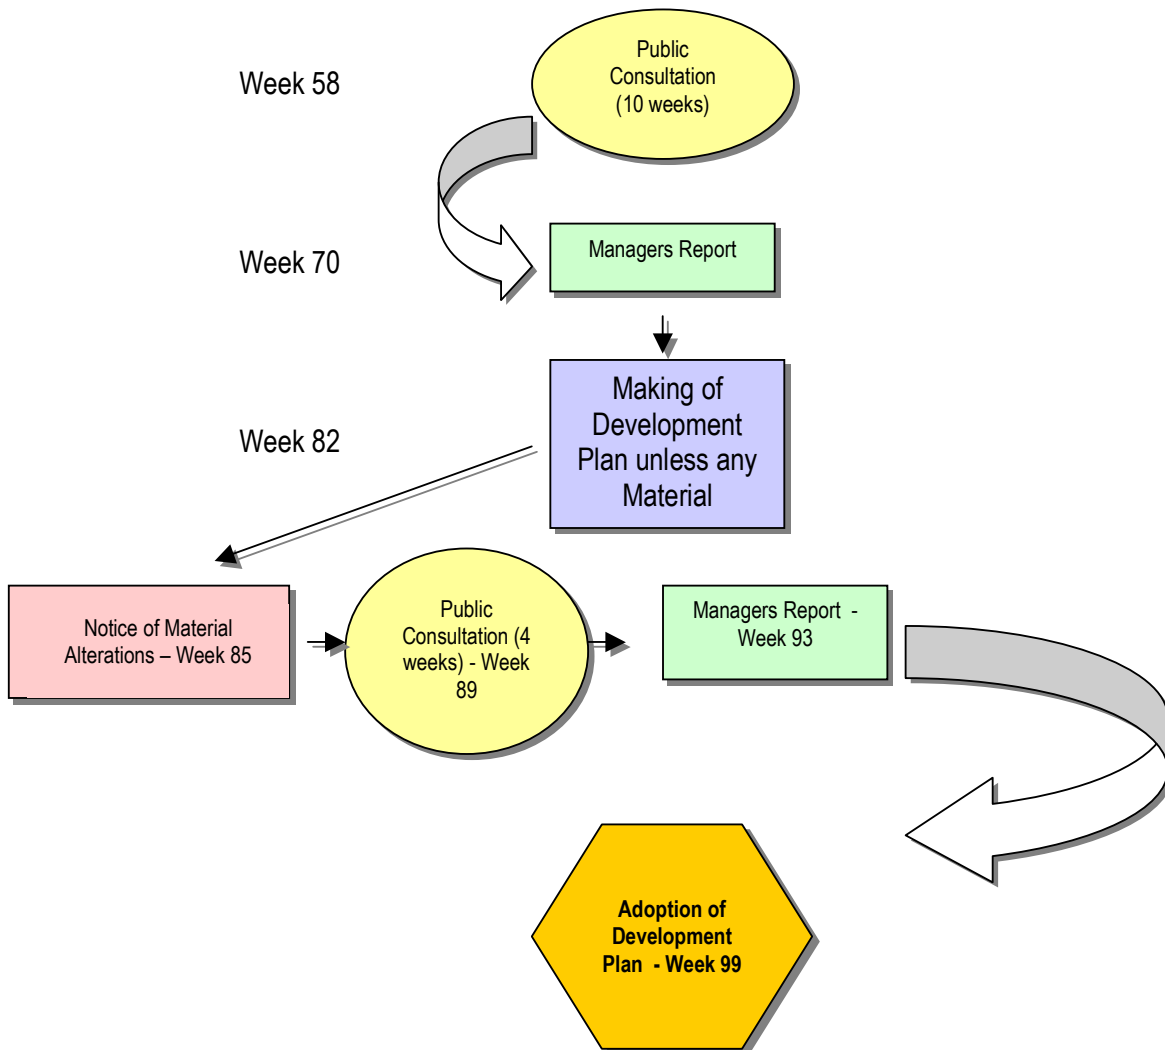 Week 58
Public
Consultation
(10 weeks)
Week 70
Managers Report
Week 82
Making of
Development
Plan unless any
Material
Notice of Material
Alterations – Week 85
Public
Consultation (4
weeks) - Week
89
Managers Report  -
Week 93
Adoption of
Development
Plan  - Week 99